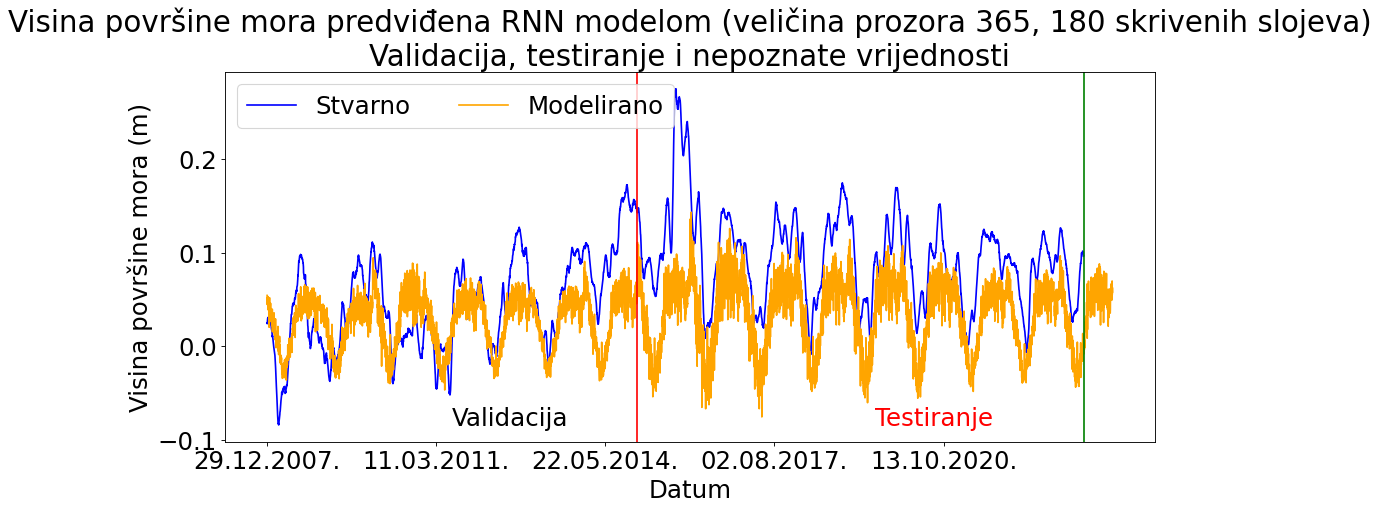 Visina površine mora predviđena RNN modelom (veličina prozora 365, 180 skrivenih slojeva)
Validacija, testiranje i nepoznate vrijednosti
Stvarno
Modelirano
Visina površine mora (m)
0.2
0.1
0.0
−0.1
Validacija
Testiranje
29.12.2007.
11.03.2011.
22.05.2014.
02.08.2017.
13.10.2020.
Datum